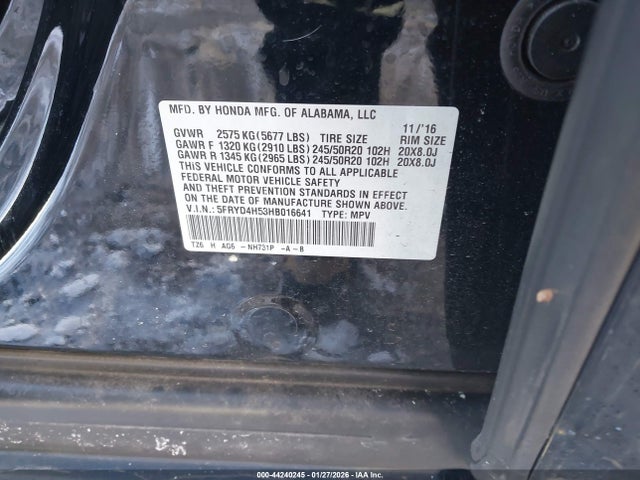 MFD. BY HONDA MFG. OF ALABAMA, LLC
GVWR 2575 KG (5677 LBS) TIRE SIZE 11/'16 RIM SIZE
GAWR F 1320 KG (2910 LBS) 245/50R20 102H 20X8.0J
GAWR R 1345 KG (2965 LBS) 245/50R20 102H 20X8.0J
THIS VEHICLE CONFORMS TO ALL APPLICABLE
FEDERAL MOTOR VEHICLE SAFETY
AND THEFT PREVENTION STANDARDS IN EFFECT
ON THE DATE OF MANUFACTURE SHOWN ABOVE.
V.I.N.: 5FRYD4H53HB016641 TYPE: MPV
TZ6 H AG6 -NH731P -A-B
000-44240245 - 01/27/2026 - IAA Inc.